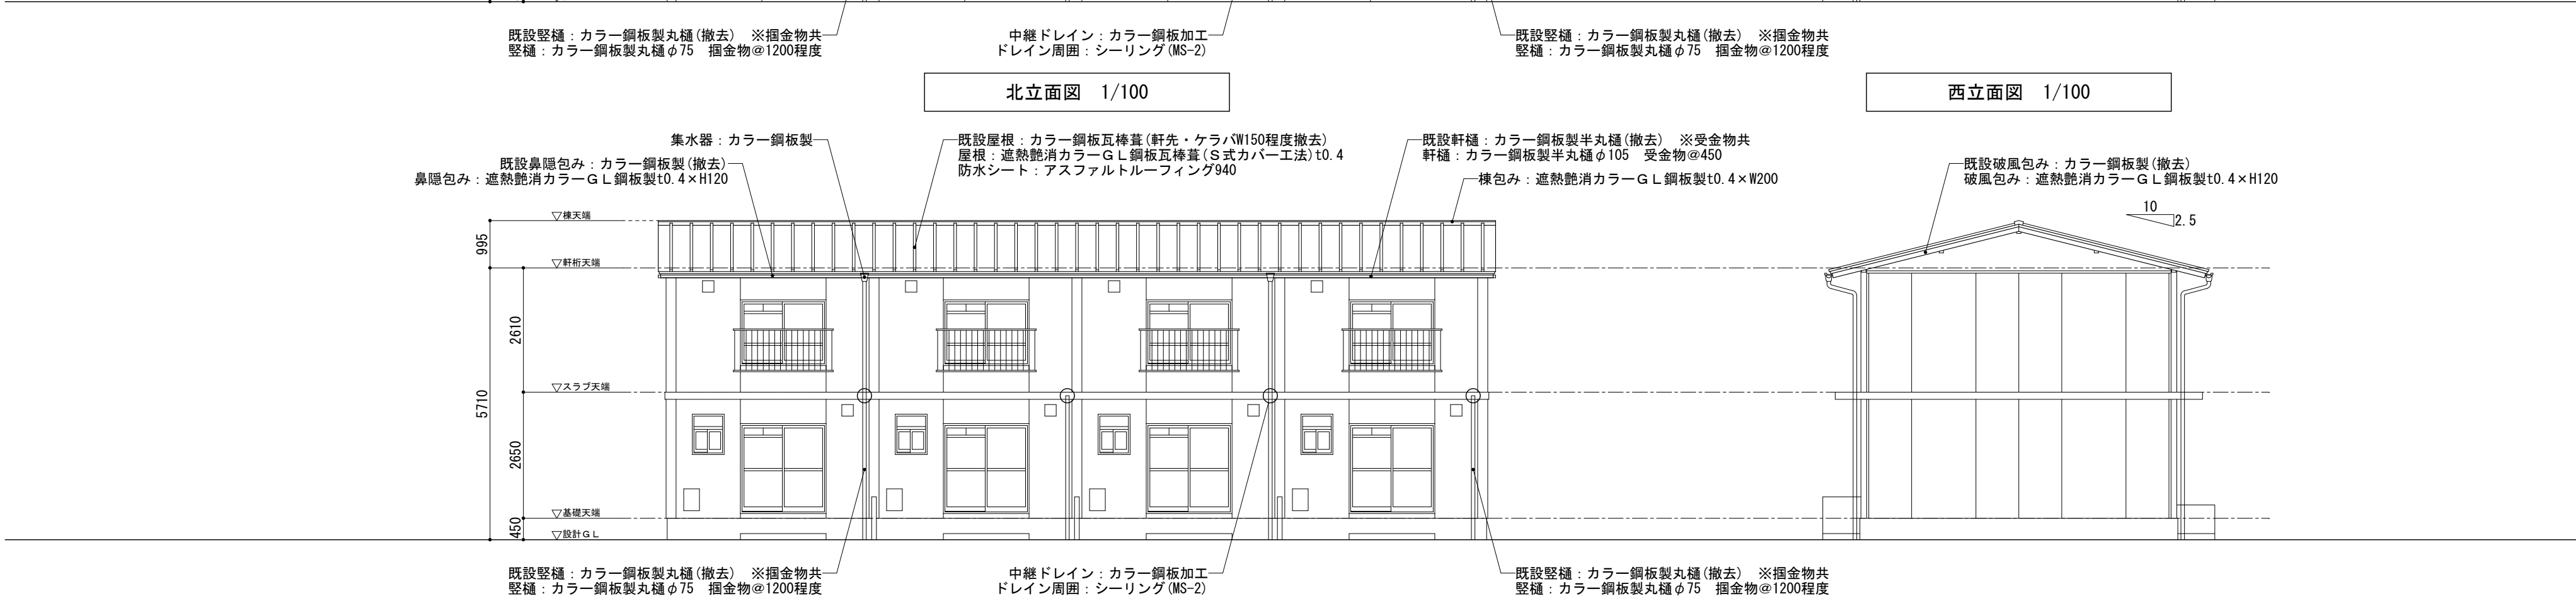 既設竪樋：カラー鋼板製丸樋(撤去)　※掴金物共
竪樋：カラー鋼板製丸樋φ75　掴金物@1200程度
中継ドレイン：カラー鋼板加工
ドレイン周囲：シーリング(MS-2)
既設竪樋：カラー鋼板製丸樋(撤去)　※掴金物共
竪樋：カラー鋼板製丸樋φ75　掴金物@1200程度
北立面図　1/100
西立面図　1/100
集水器：カラー鋼板製
既設鼻隠包み：カラー鋼板製(撤去)
鼻隠包み：遮熱艶消カラーＧＬ鋼板製t0.4×H120
既設屋根：カラー鋼板瓦棒葺(軒先・ケラバW150程度撤去)
屋根：遮熱艶消カラーＧＬ鋼板瓦棒葺(Ｓ式カバー工法)t0.4
防水シート：アスファルトルーフィング940
既設軒樋：カラー鋼板製半丸樋(撤去)　※受金物共
軒樋：カラー鋼板製半丸樋φ105　受金物@450
棟包み：遮熱艶消カラーＧＬ鋼板製t0.4×W200
既設破風包み：カラー鋼板製(撤去)
破風包み：遮熱艶消カラーＧＬ鋼板製t0.4×H120
10
2.5
▽棟天端
995
▽軒桁天端
2610
▽スラブ天端
5710
2650
▽基礎天端
450
▽設計ＧＬ
既設竪樋：カラー鋼板製丸樋(撤去)　※掴金物共
竪樋：カラー鋼板製丸樋φ75　掴金物@1200程度
中継ドレイン：カラー鋼板加工
ドレイン周囲：シーリング(MS-2)
既設竪樋：カラー鋼板製丸樋(撤去)　※掴金物共
竪樋：カラー鋼板製丸樋φ75　掴金物@1200程度